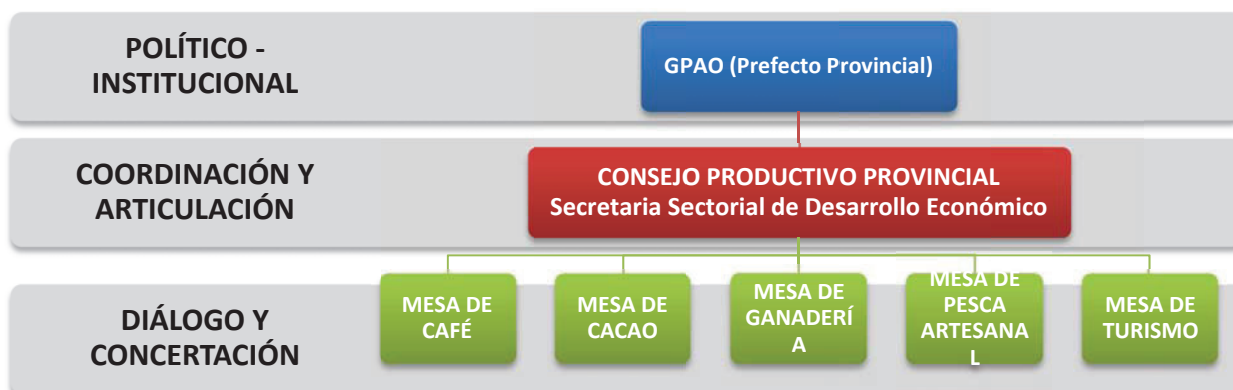 POLÍTICO -
INSTITUCIONAL
GPAO (Prefecto Provincial)
COORDINACIÓN Y
ARTICULACIÓN
CONSEJO PRODUCTIVO PROVINCIAL
Secretaria Sectorial de Desarrollo Económico
DIÁLOGO Y
CONCERTACIÓN
MESA DE
CAFÉ
MESA DE
CACAO
MESA DE
GANADERÍ
A
MESA DE
PESCA
ARTESANA
L
MESA DE
TURISMO